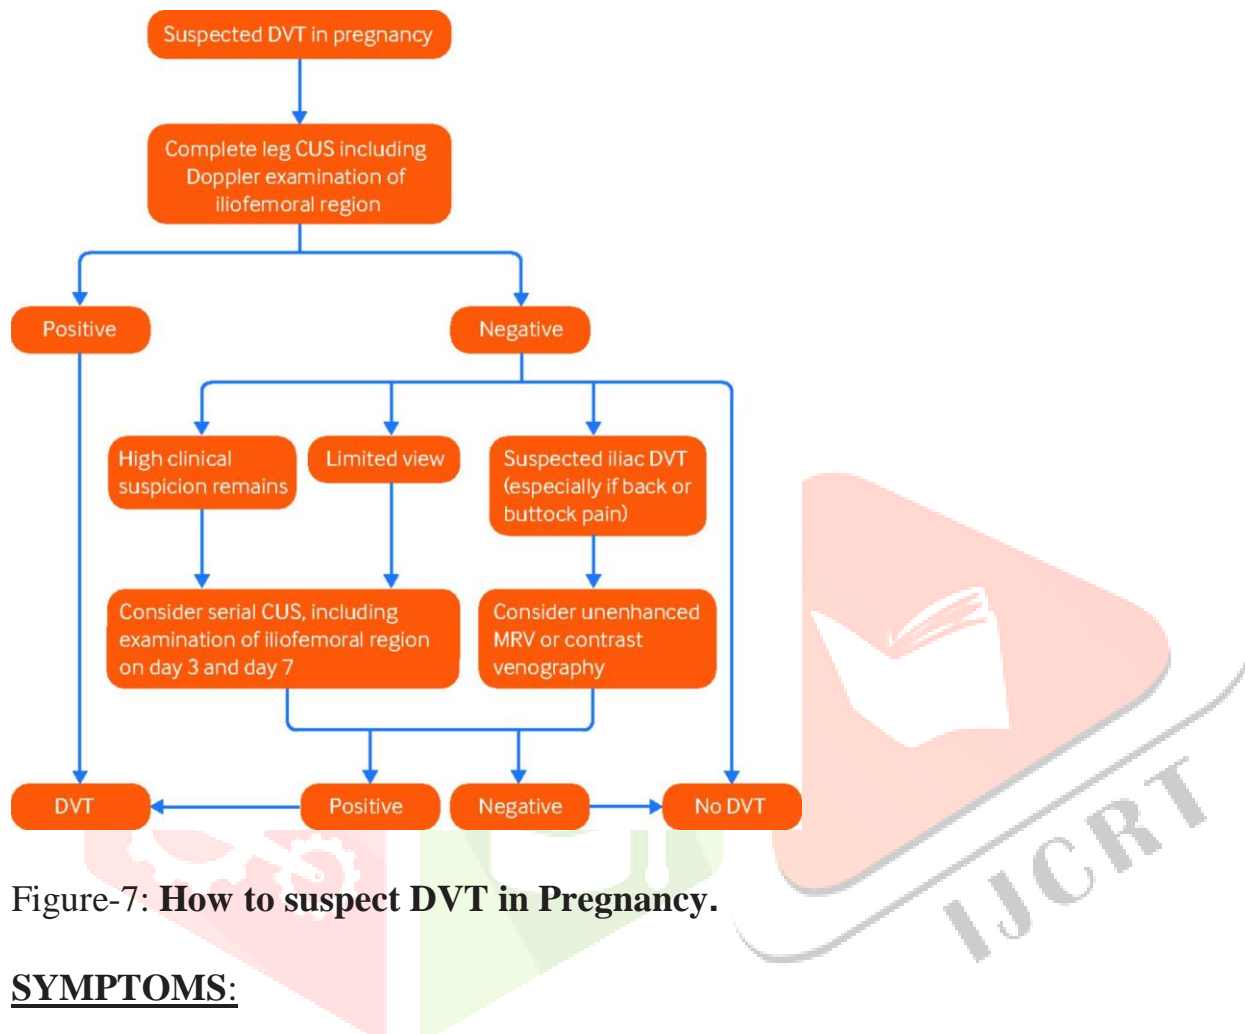 Suspected DVT in pregnancy
Complete leg CUS including
Doppler examination of
iliofemoral region
Positive
Negative
High clinical
suspicion remains
Limited view
Suspected iliac DVT
(especially if back or
buttock pain)
Consider serial CUS, including
examination of iliofemoral region
on day 3 and day 7
Consider unenhanced
MRV or contrast
venography
DVT
Positive
Negative
No DVT
IJCRT
Figure-7: How to suspect DVT in Pregnancy.
SYMPTOMS: